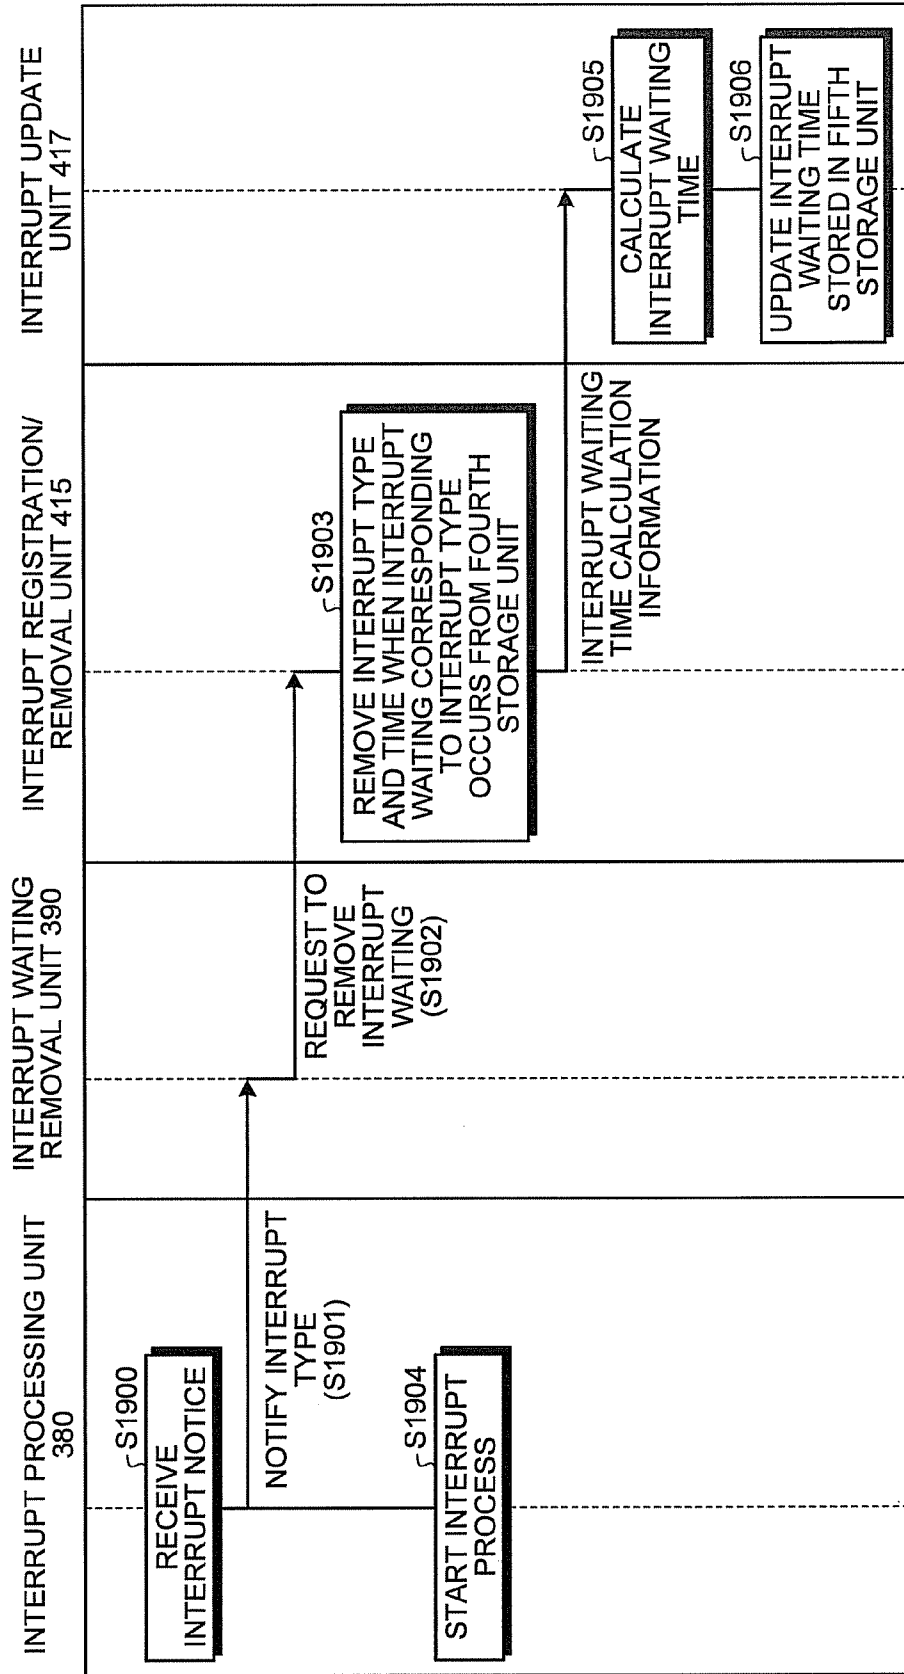 INTERRUPT PROCESSING UNIT
380
INTERRUPT WAITING
REMOVAL UNIT 390
INTERRUPT REGISTRATION/
REMOVAL UNIT 415
INTERRUPT UPDATE
UNIT 417
S1900
RECEIVE
INTERRUPT NOTICE
NOTIFY INTERRUPT
TYPE
(S1901)
REQUEST TO
REMOVE
INTERRUPT
WAITING
(S1902)
S1903
REMOVE INTERRUPT TYPE
AND TIME WHEN INTERRUPT
WAITING CORRESPONDING
TO INTERRUPT TYPE
OCCURS FROM FOURTH
STORAGE UNIT
S1904
START INTERRUPT
PROCESS
INTERRUPT WAITING
TIME CALCULATION
INFORMATION
S1905
CALCULATE
INTERRUPT WAITING
TIME
S1906
UPDATE INTERRUPT
WAITING TIME
STORED IN FIFTH
STORAGE UNIT